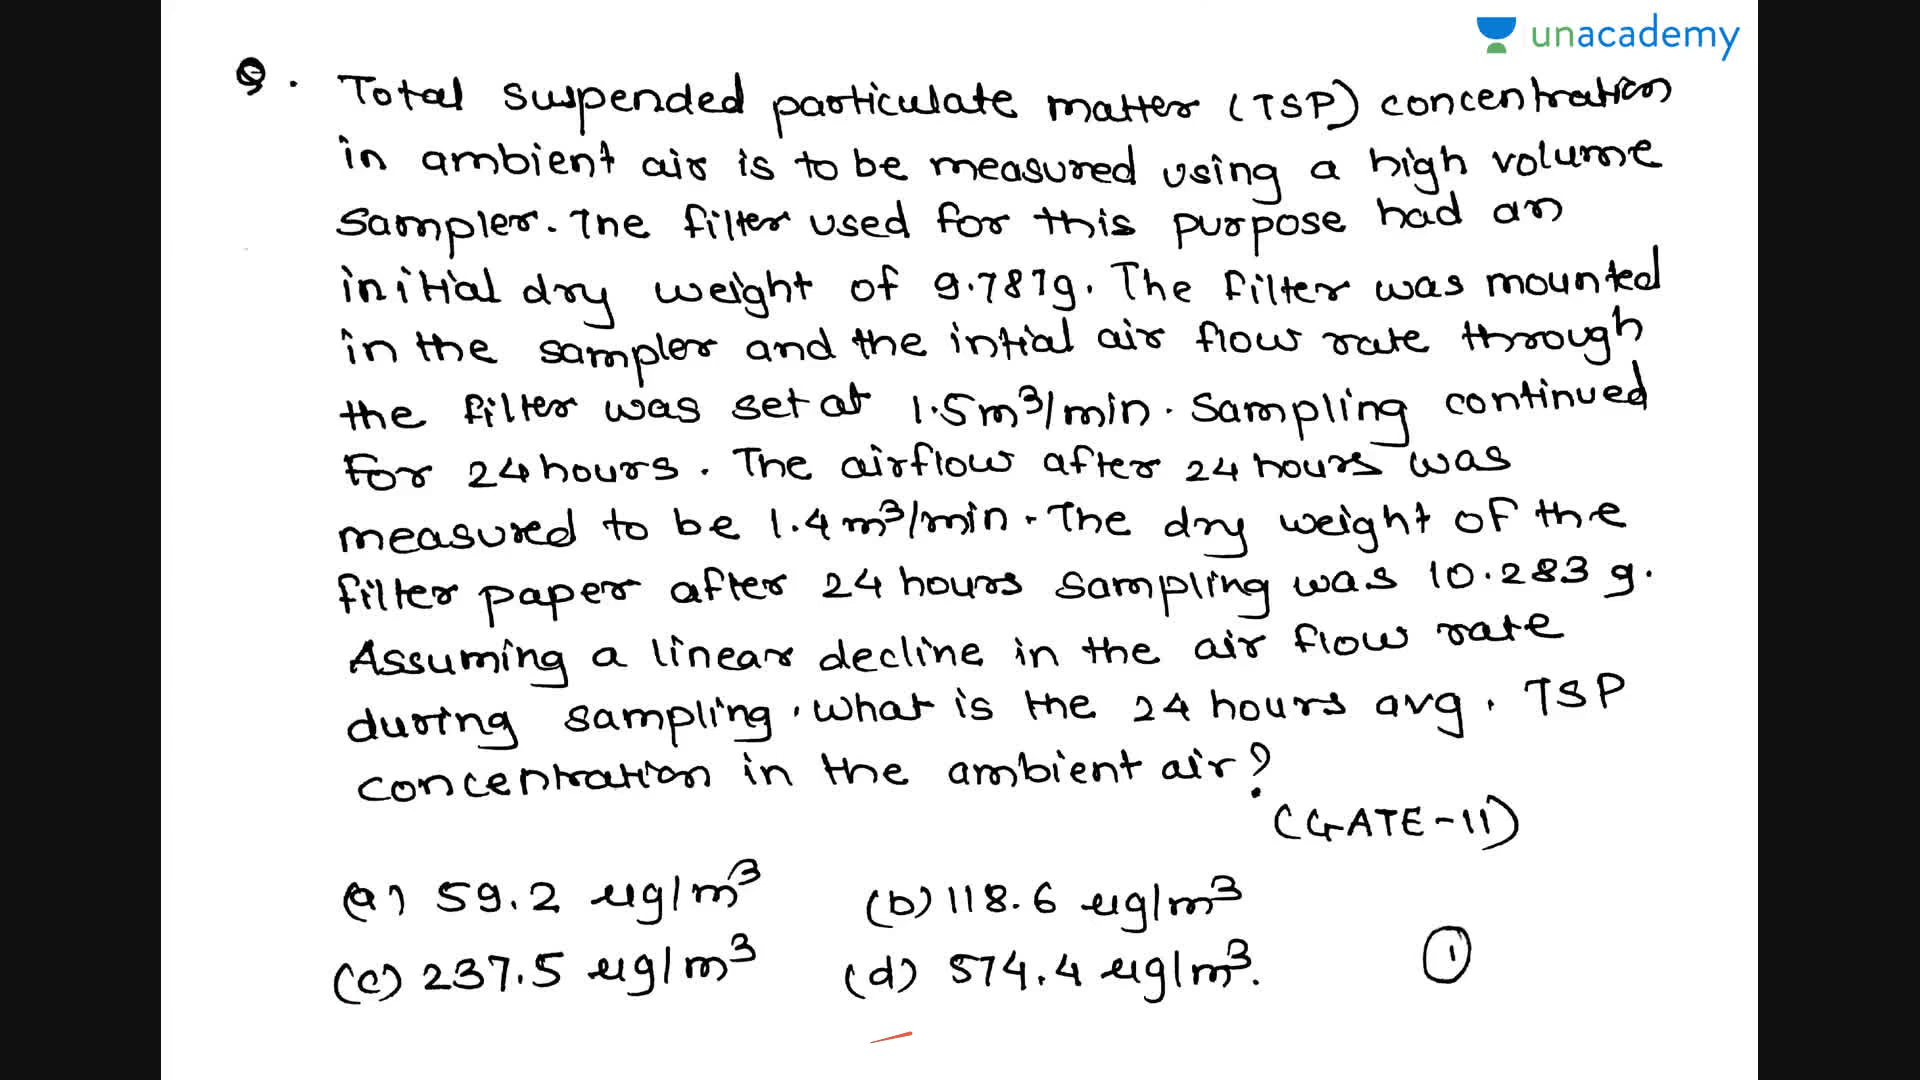 unacademy
Q. Total suspended particulate matter (TSP) concentration
in ambient air is to be measured using a high volume
sampler. The filter used for this purpose had an
initial dry weight of 9.787g. The filter was mounted
in the sampler and the intial air flow rate through
the filter was set at 1.5m³/min. sampling continued
For 24 hours. The airflow after 24 hours was
measured to be 1.4 m³/min. The dry weight of the
filter paper after 24 hours sampling was 10.283 g.
Assuming a linear decline in the air flow rate
during sampling. what is the 24 hours avg. TSP
concentration in the ambient air?
(GATE-11)
(a) 59.2 ug/m³ (b) 118.6 ug/m³
(c) 237.5 ug/m³ (d) 574.4 ug/m³.
1